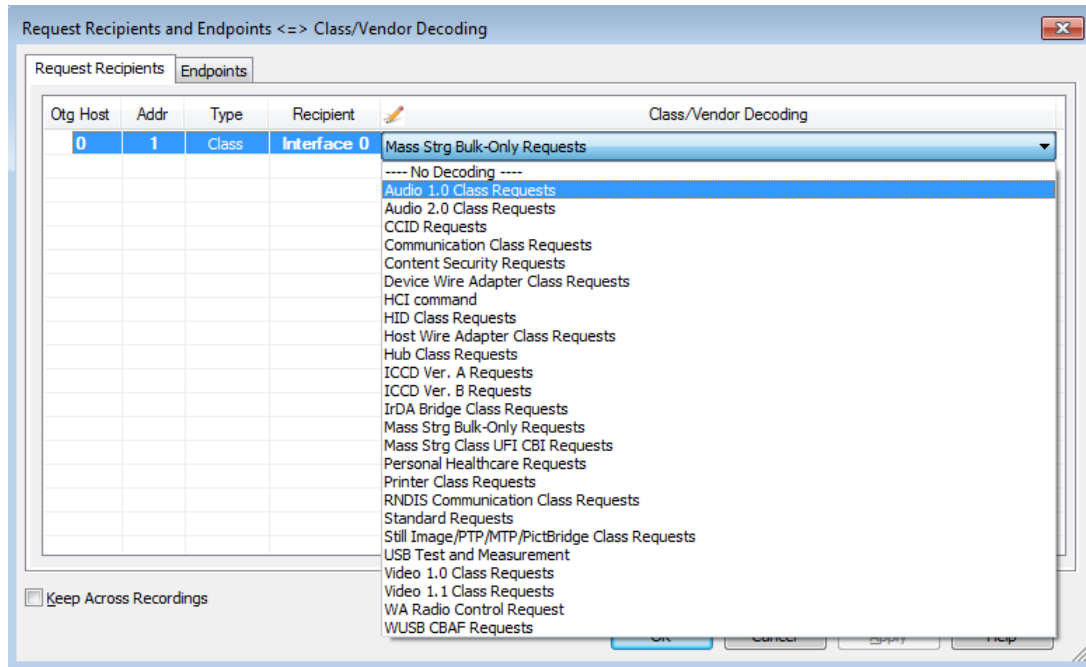 Request Recipients and Endpoints <=> Class/Vendor Decoding
Request Recipients Endpoints
Otg Host Addr Type Recipient Class/Vendor Decoding
0 1 Class Interface 0 Mass Strg Bulk-Only Requests
---- No Decoding ----
Audio 1.0 Class Requests
Audio 2.0 Class Requests
CCID Requests
Communication Class Requests
Content Security Requests
Device Wire Adapter Class Requests
HCI command
HID Class Requests
Host Wire Adapter Class Requests
Hub Class Requests
ICCD Ver. A Requests
ICCD Ver. B Requests
IrDA Bridge Class Requests
Mass Strg Bulk-Only Requests
Mass Strg Class UFI CBI Requests
Personal Healthcare Requests
Printer Class Requests
RNDIS Communication Class Requests
Standard Requests
Still Image/PTP/MTP/PictBridge Class Requests
USB Test and Measurement
Video 1.0 Class Requests
Video 1.1 Class Requests
Keep Across Recordings
WA Radio Control Request
WUSB CBAF Requests
OK Cancel Apply Help